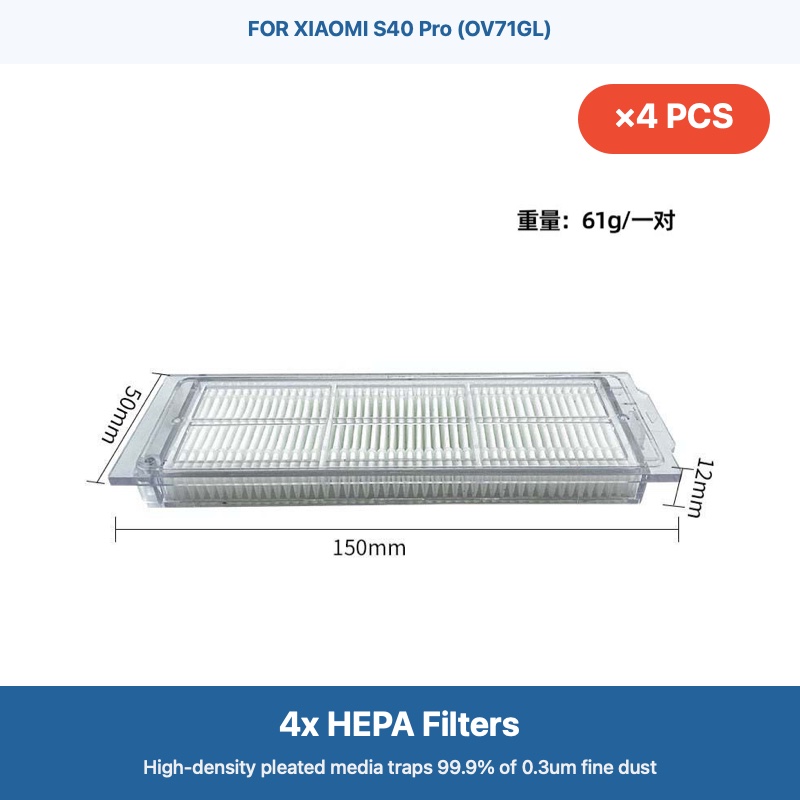 FOR XIAOMI S40 Pro (OV71GL)
×4 PCS
重量：61g/一对
50mm
12mm
150mm
4x HEPA Filters
High-density pleated media traps 99.9% of 0.3um fine dust